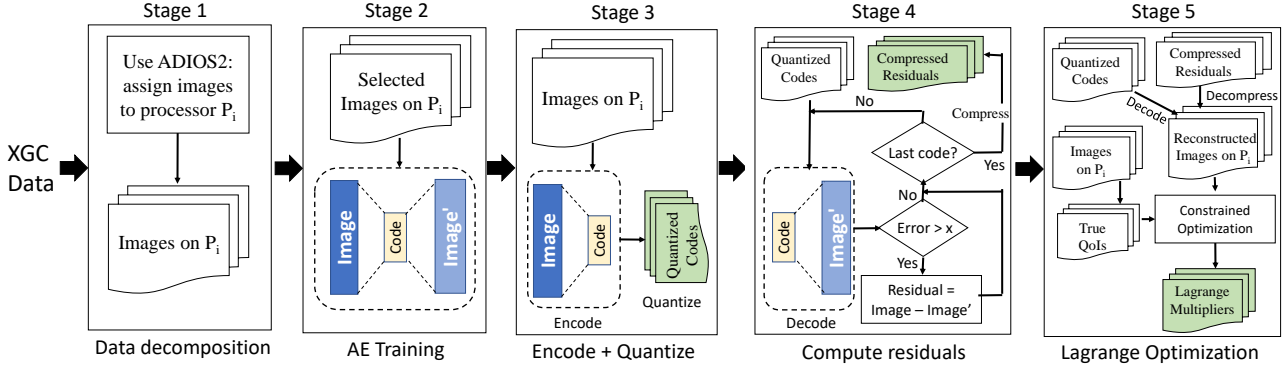 Stage 1
Stage 2
Stage 3
Stage 4
Stage 5
XGC
Data
Use ADIOS2:
assign images
to processor Pi
Images on Pi
Data decomposition
Selected
Images on Pi
Image
Code
Image'
AE Training
Images on Pi
Image
Code
Quantized
Codes
Quantize
Encode
Encode + Quantize
Quantized
Codes
Compressed
Residuals
No
Compress
Last code?
Yes
No
Code
Image'
Error > x
Yes
Residual =
Image – Image’
Decode
Compute residuals
Quantized
Codes
Compressed
Residuals
Decode
Decompress
Reconstructed
Images on Pi
Images
on Pi
True
QoIs
Constrained
Optimization
Lagrange
Multipliers
Lagrange Optimization